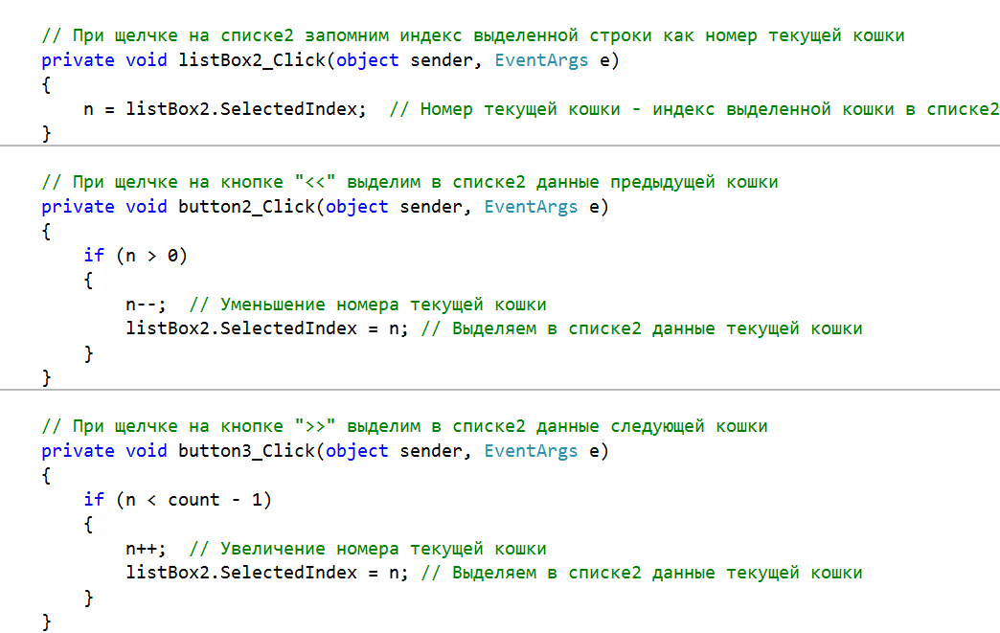 // При щелчке на списке2 запомним индекс выделенной строки как номер текущей кошки
private void listBox2_Click(object sender, EventArgs e)
{
    n = listBox2.SelectedIndex;  // Номер текущей кошки - индекс выделенной кошки в списке2
}
// При щелчке на кнопке "<<" выделим в списке2 данные предыдущей кошки
private void button2_Click(object sender, EventArgs e)
{
    if (n > 0)
    {
        n--;  // Уменьшение номера текущей кошки
        listBox2.SelectedIndex = n; // Выделяем в списке2 данные текущей кошки
    }
}
// При щелчке на кнопке ">>" выделим в списке2 данные следующей кошки
private void button3_Click(object sender, EventArgs e)
{
    if (n < count - 1)
    {
        n++;  // Увеличение номера текущей кошки
        listBox2.SelectedIndex = n; // Выделяем в списке2 данные текущей кошки
    }
}